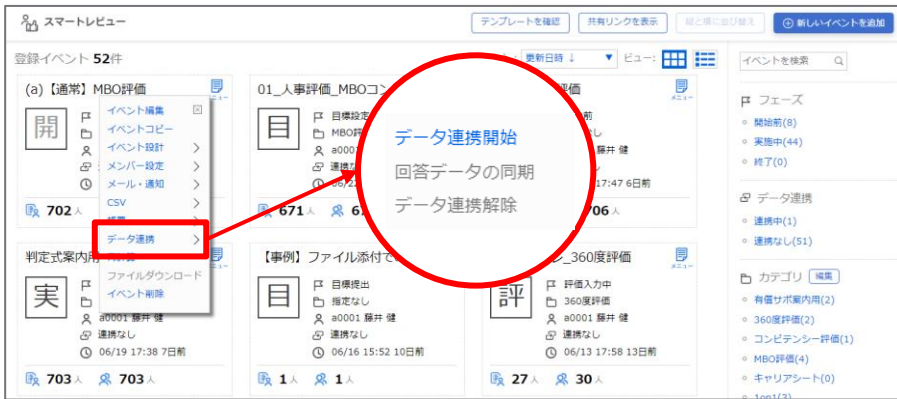 スマートレビュー
テンプレートを確認
共有リンクを表示
新しいイベントを追加
登録イベント 52件
更新日時 ↓
ビュー:
イベントを検索
(a)【通常】MBO評価
メニュー
01_人事評価_MBOコン
評価
メニュー
開
イベント編集
イベントコピー
イベント設計
メンバー設定
メール・通知
CSV
データ連携
ファイルダウンロード
イベント削除
目
目標設定
MBO評
a0001
連携な
06/2
データ連携開始
回答データの同期
データ連携解除
藤井 健
17:47 6日前
702人
671人
706人
フェーズ
開始前(8)
実施中(44)
終了(0)
データ連携
連携中(1)
連携なし(51)
カテゴリ
編集
有償サポ案内用(2)
360度評価(2)
コンピテンシー評価(1)
MBO評価(4)
キャリアシート(0)
1on1(3)
判定式案内用
メニュー
実
a0001 藤井 健
連携なし
06/19 17:38 7日前
703人 703人
【事例】ファイル添付で
目
目標提出
指定なし
a0001 藤井 健
連携なし
06/16 15:52 10日前
1人 1人
_360度評価
メニュー
評
評価入力中
360度評価
a0001 藤井 健
連携なし
06/13 17:58 13日前
27人 30人